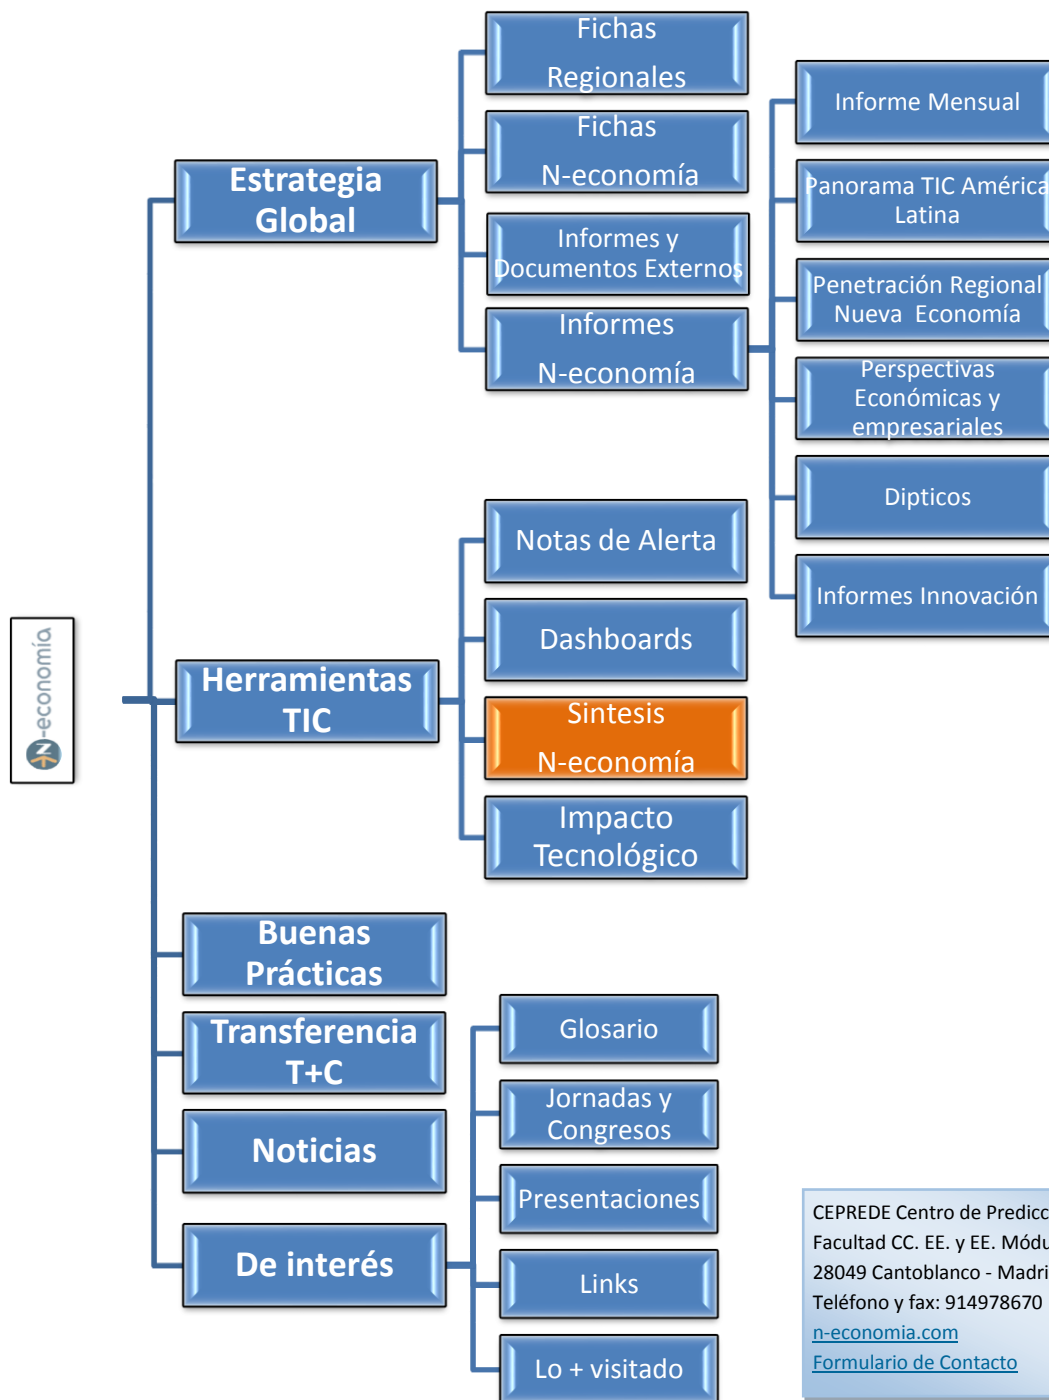 N-economía
Estrategia
Global
Fichas
Regionales
Fichas
N-economía
Informes y
Documentos Externos
Informes
N-economía
Informe Mensual
Panorama TIC América
Latina
Penetración Regional
Nueva Economía
Perspectivas
Económicas y
empresariales
Dipticos
Informes Innovación
Herramientas
TIC
Notas de Alerta
Dashboards
Sintesis
N-economía
Impacto
Tecnológico
Buenas
Prácticas
Transferencia
T+C
Noticias
De interés
Glosario
Jornadas y
Congresos
Presentaciones
Links
Lo + visitado
CEPREDE Centro de
Facultad CC. EE. y EE.
28049 Cantoblanco -
Teléfono y fax: 914978670
n-economia.com
Formulario de Contacto